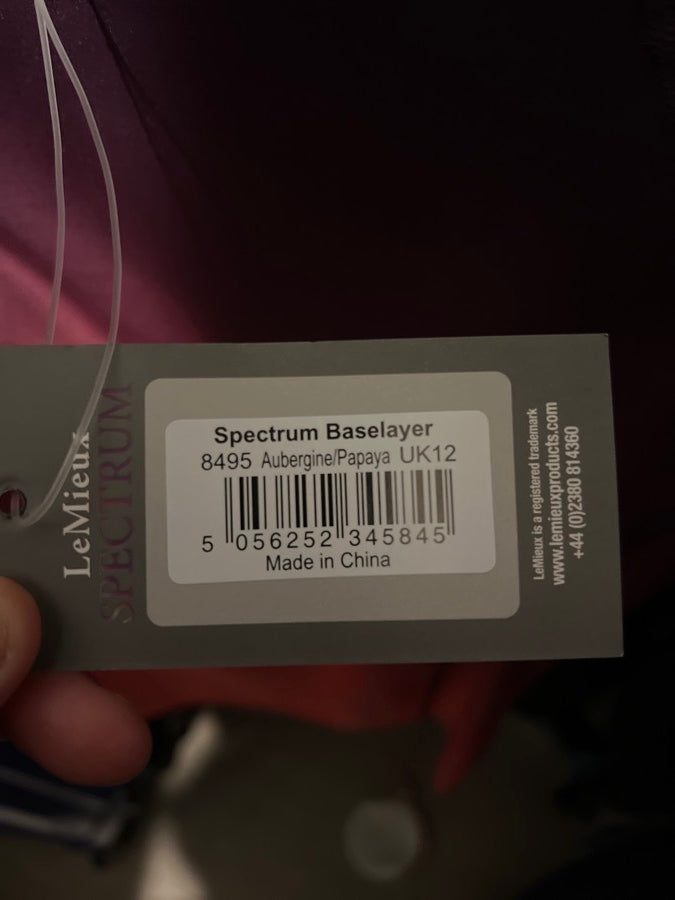 LeMieux
SPECTRUM
Spectrum Baselayer
8495 Aubergine/Papaya UK12
5 056252 345845
Made in China
LeMieux is a registered trademark
www.lemieuxproducts.com
+44 (0)2380 814360